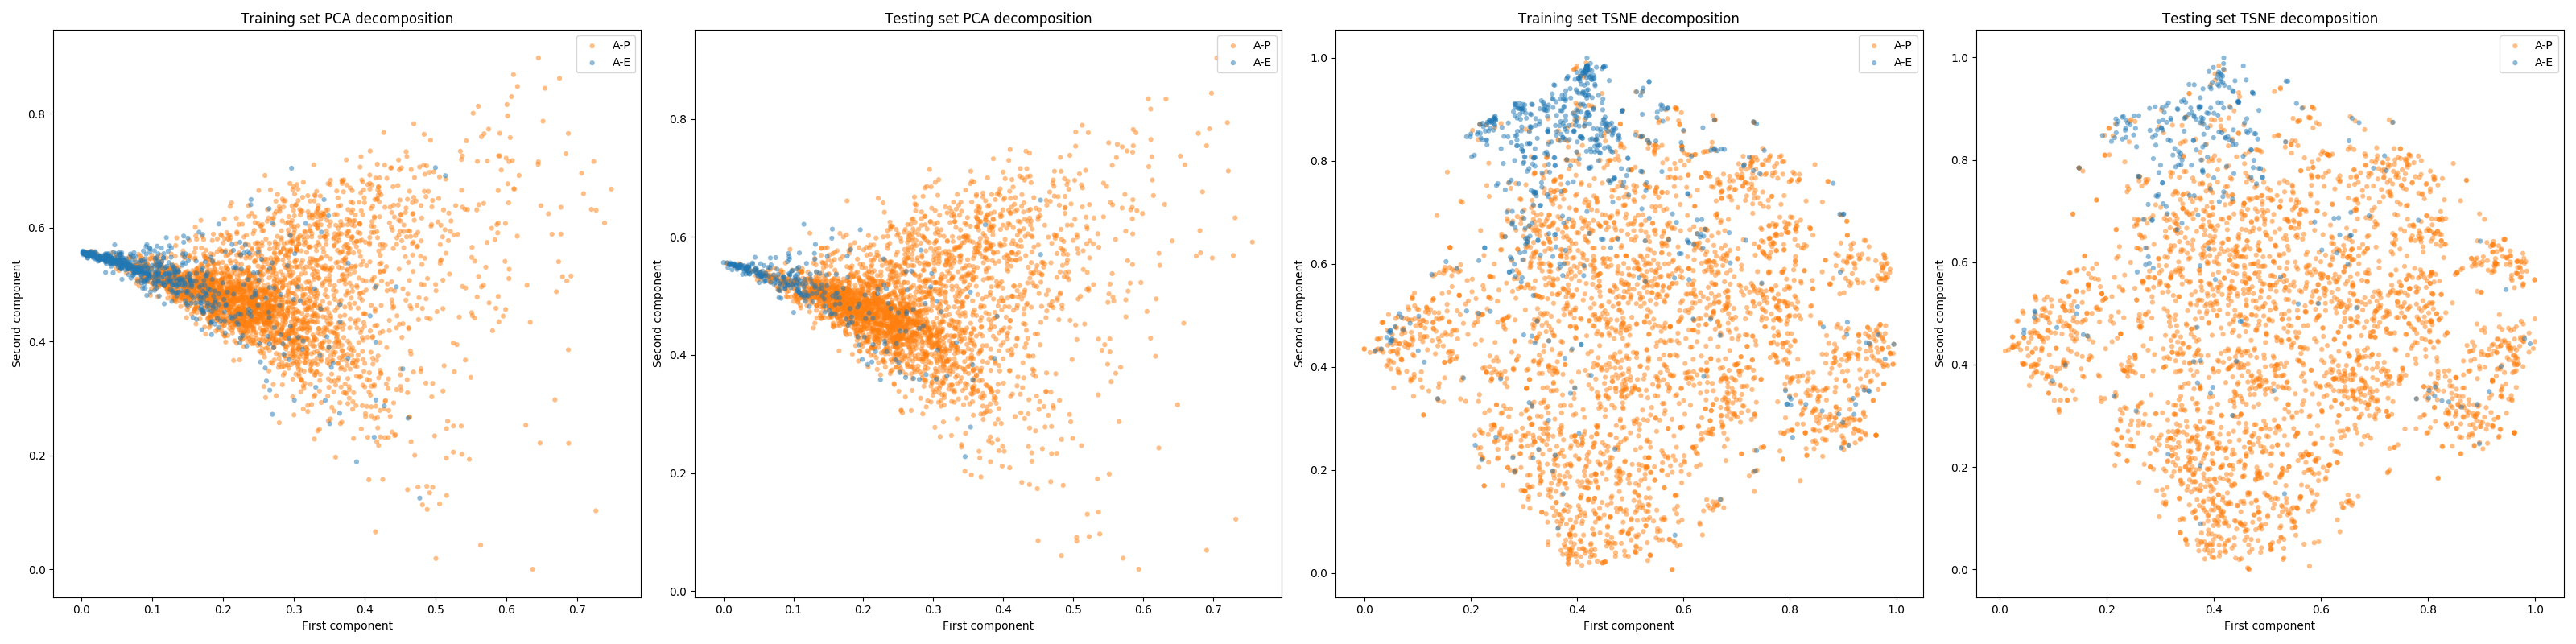 Training set PCA decomposition
A-P
A-E
Second component
0.8
0.6
0.4
0.2
0.0
0.0 0.1 0.2 0.3 0.4 0.5 0.6 0.7
First component
Testing set PCA decomposition
A-P
A-E
Second component
0.8
0.6
0.4
0.2
0.0
0.0 0.1 0.2 0.3 0.4 0.5 0.6 0.7
First component
Training set TSNE decomposition
A-P
A-E
Second component
1.0
0.8
0.6
0.4
0.2
0.0
0.0 0.2 0.4 0.6 0.8 1.0
First component
Testing set TSNE decomposition
A-P
A-E
Second component
1.0
0.8
0.6
0.4
0.2
0.0
0.0 0.2 0.4 0.6 0.8 1.0
First component